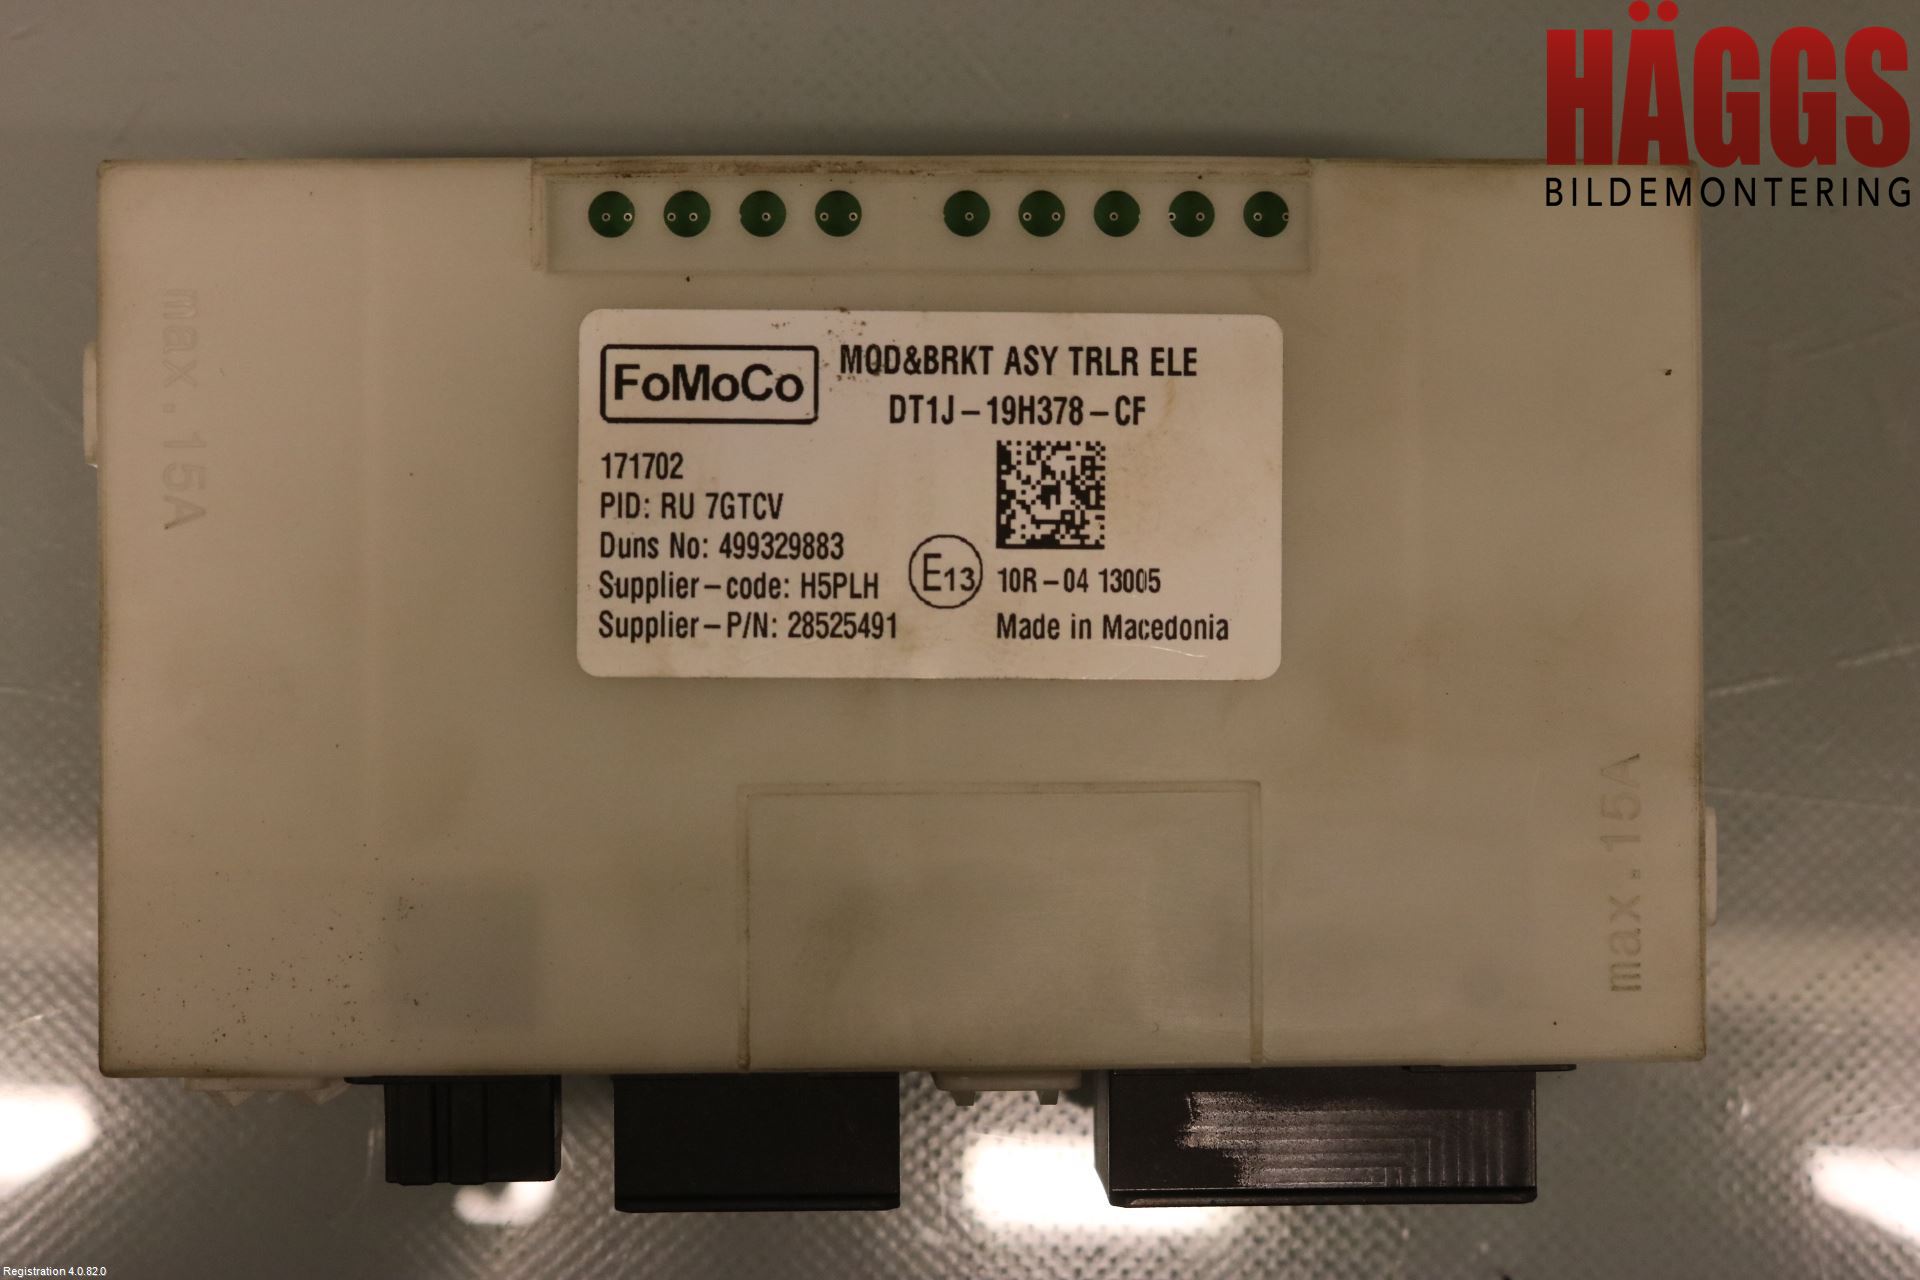 HÄGGS
BILDEMONTERING
max. 15A
FoMoCo
MOD&BRKT ASY TRLR ELE
DT1J-19H378-CF
171702
PID: RU 7GTCV
Duns No: 499329883
Supplier-code: H5PLH
Supplier-P/N: 28525491
E13
10R-04 13005
Made in Macedonia
max. 15A
Registration 4.0.82.0